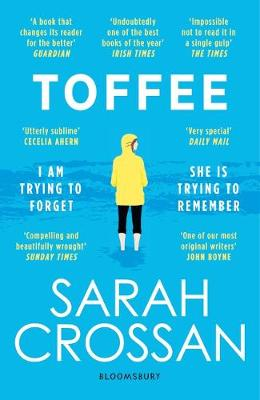 'A book that
changes its reader
for the better'
GUARDIAN
'Undoubtedly
one of the best
books of the year'
IRISH TIMES
'Impossible
not to read it in
a single gulp'
THE TIMES
TOFFEE
'Utterly sublime'
CECELIA AHERN
'Very special'
DAILY MAIL
I AM
TRYING TO
FORGET
SHE IS
TRYING TO
REMEMBER
'Compelling and
beautifully wrought'
SUNDAY TIMES
'One of our most
original writers'
JOHN BOYNE
SARAH
CROSSAN
BLOOMSBURY